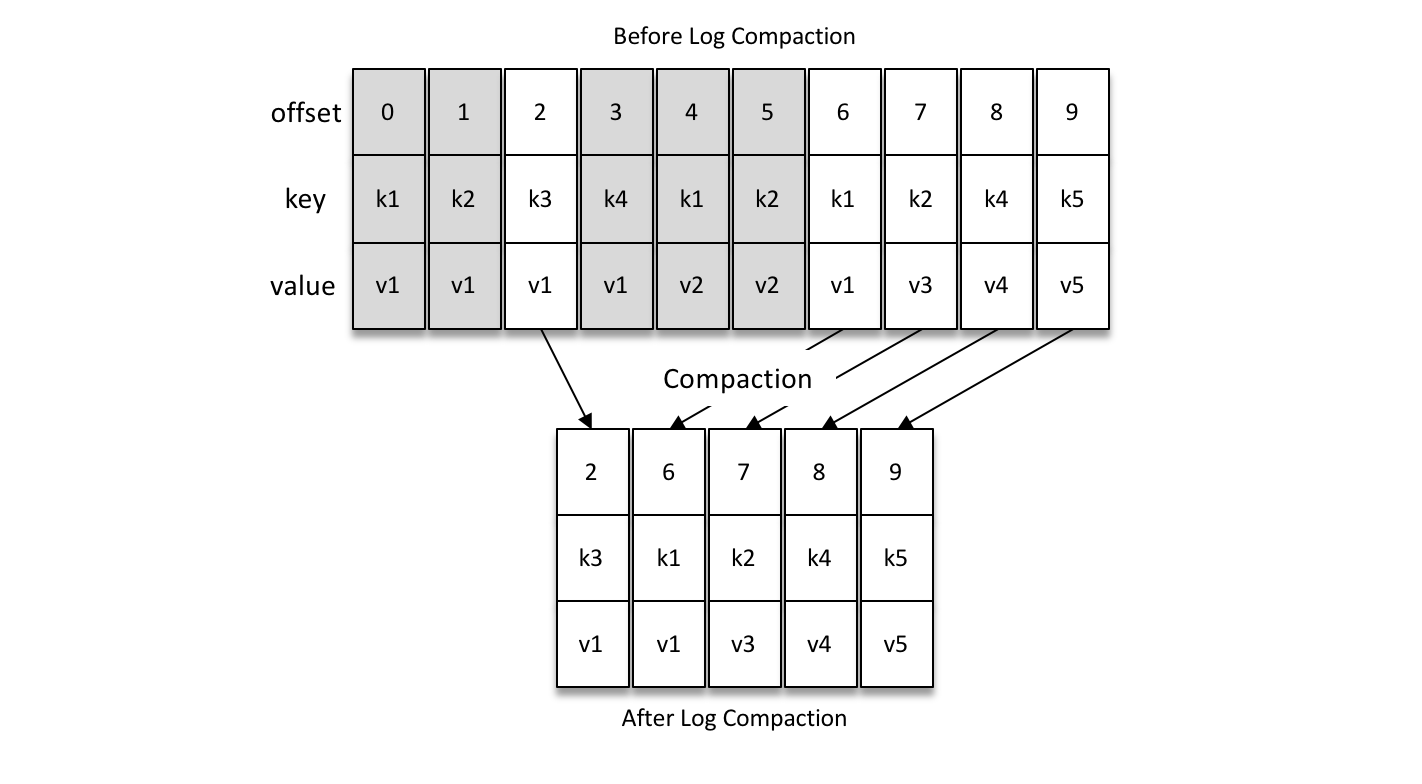 Before Log Compaction
offset 0 1 2 3 4 5 6 7 8 9
key k1 k2 k3 k4 k1 k2 k1 k2 k4 k5
value v1 v1 v1 v1 v2 v2 v1 v3 v4 v5
Compaction
2 6 7 8 9
k3 k1 k2 k4 k5
v1 v1 v3 v4 v5
After Log Compaction